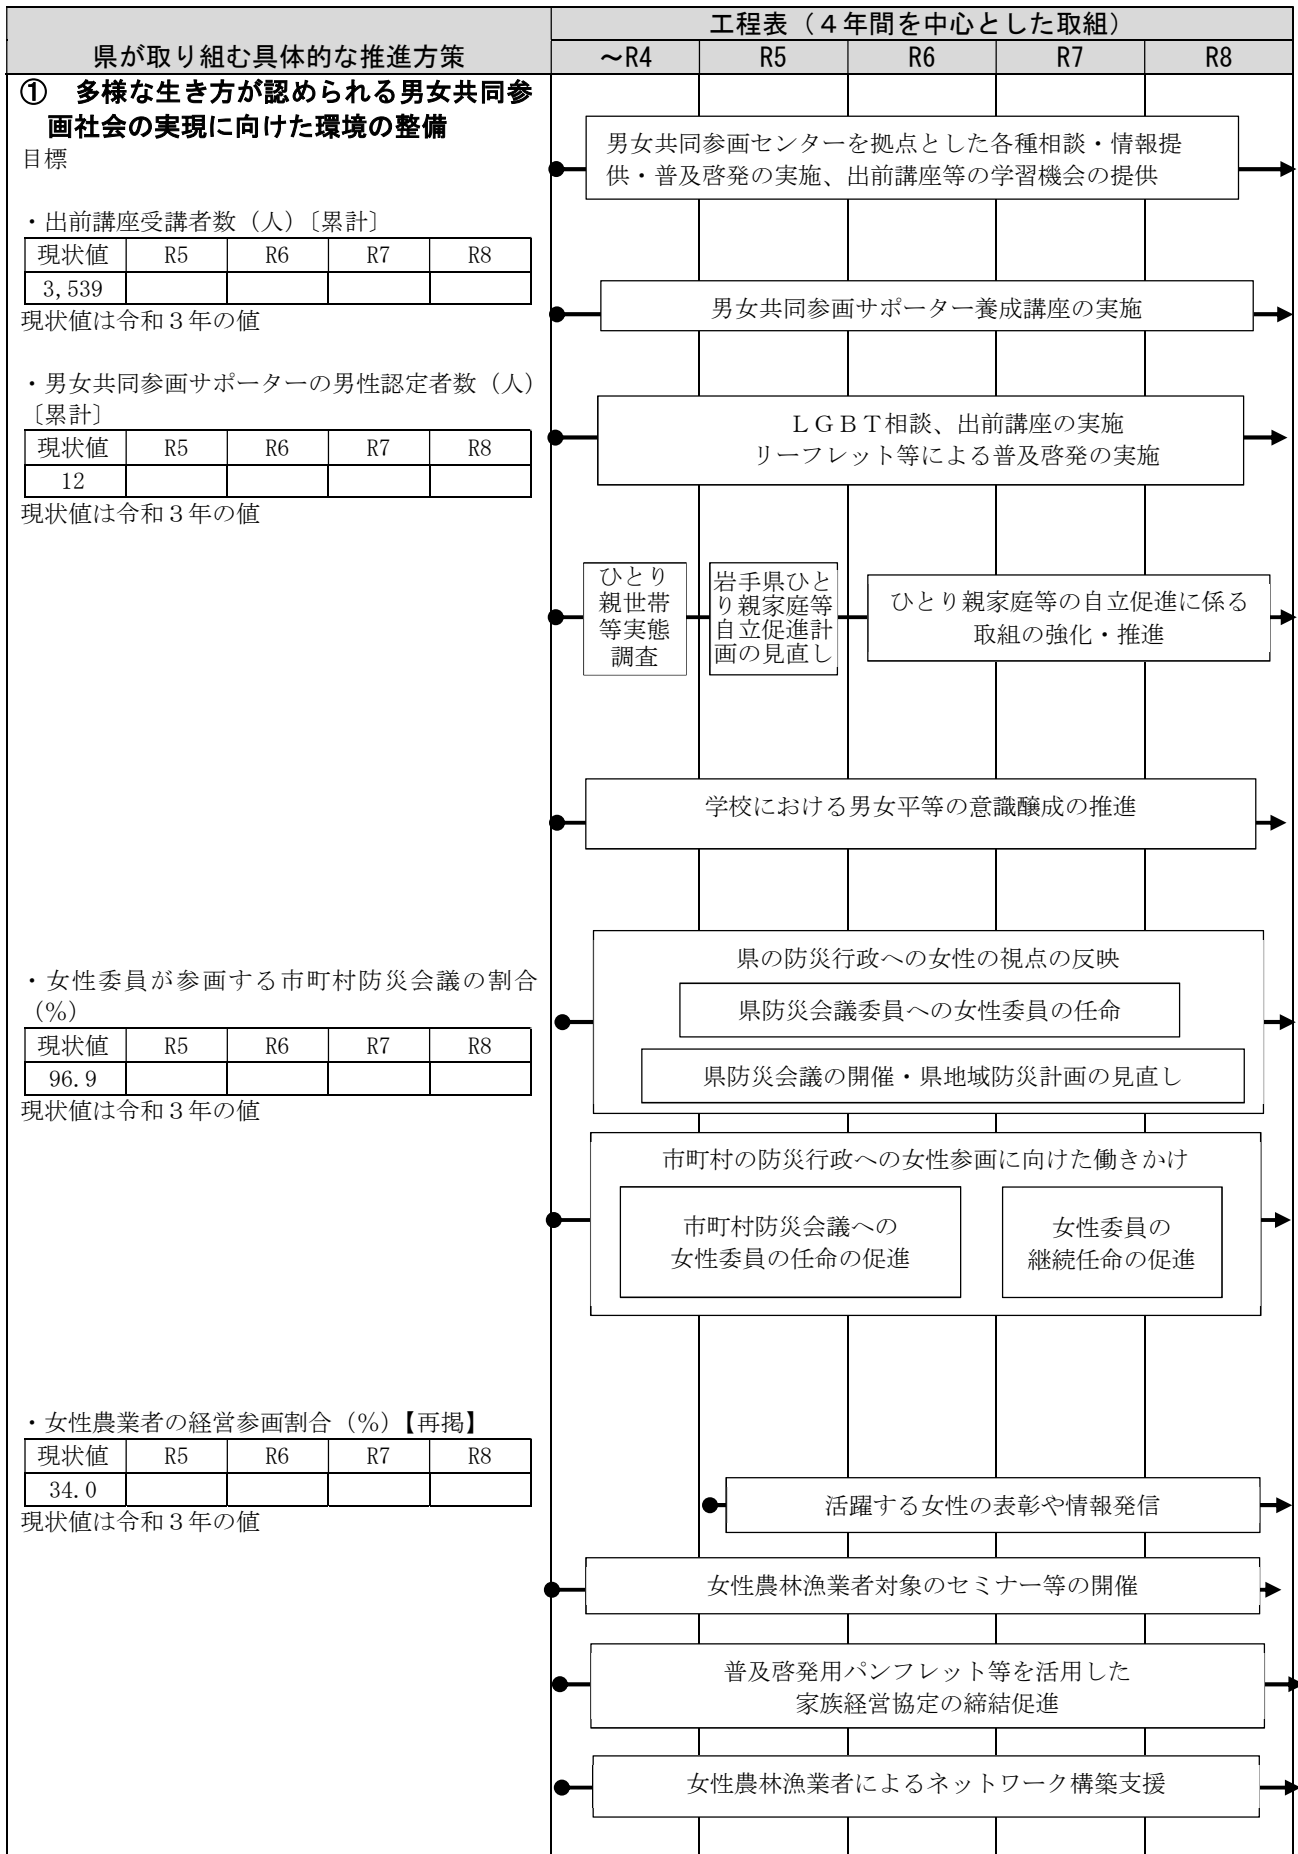 県が取り組む具体的な推進方策
工程表（４年間を中心とした取組）
～R4 R5 R6 R7 R8
① 多様な生き方が認められる男女共同参
画社会の実現に向けた環境の整備
目標
・出前講座受講者数（人）〔累計〕
現状値 R5 R6 R7 R8
3,539
現状値は令和３年の値
・男女共同参画サポーターの男性認定者数（人）
〔累計〕
現状値 R5 R6 R7 R8
12
現状値は令和３年の値
・女性委員が参画する市町村防災会議の割合
（％）
現状値 R5 R6 R7 R8
96.9
現状値は令和３年の値
・女性農業者の経営参画割合（％）【再掲】
現状値 R5 R6 R7 R8
34.0
現状値は令和３年の値
男女共同参画センターを拠点とした各種相談・情報提
供・普及啓発の実施、出前講座等の学習機会の提供
男女共同参画サポーター養成講座の実施
ＬＧＢＴ相談、出前講座の実施
リーフレット等による普及啓発の実施
ひとり
親世帯
等実態
調査
岩手県ひと
り親家庭等
自立促進計
画の見直し
ひとり親家庭等の自立促進に係る
取組の強化・推進
学校における男女平等の意識醸成の推進
県の防災行政への女性の視点の反映
県防災会議委員への女性委員の任命
県防災会議の開催・県地域防災計画の見直し
市町村の防災行政への女性参画に向けた働きかけ
市町村防災会議への
女性委員の任命の促進
女性委員の
継続任命の促進
活躍する女性の表彰や情報発信
女性農林漁業者対象のセミナー等の開催
普及啓発用パンフレット等を活用した
家族経営協定の締結促進
女性農林漁業者によるネットワーク構築支援